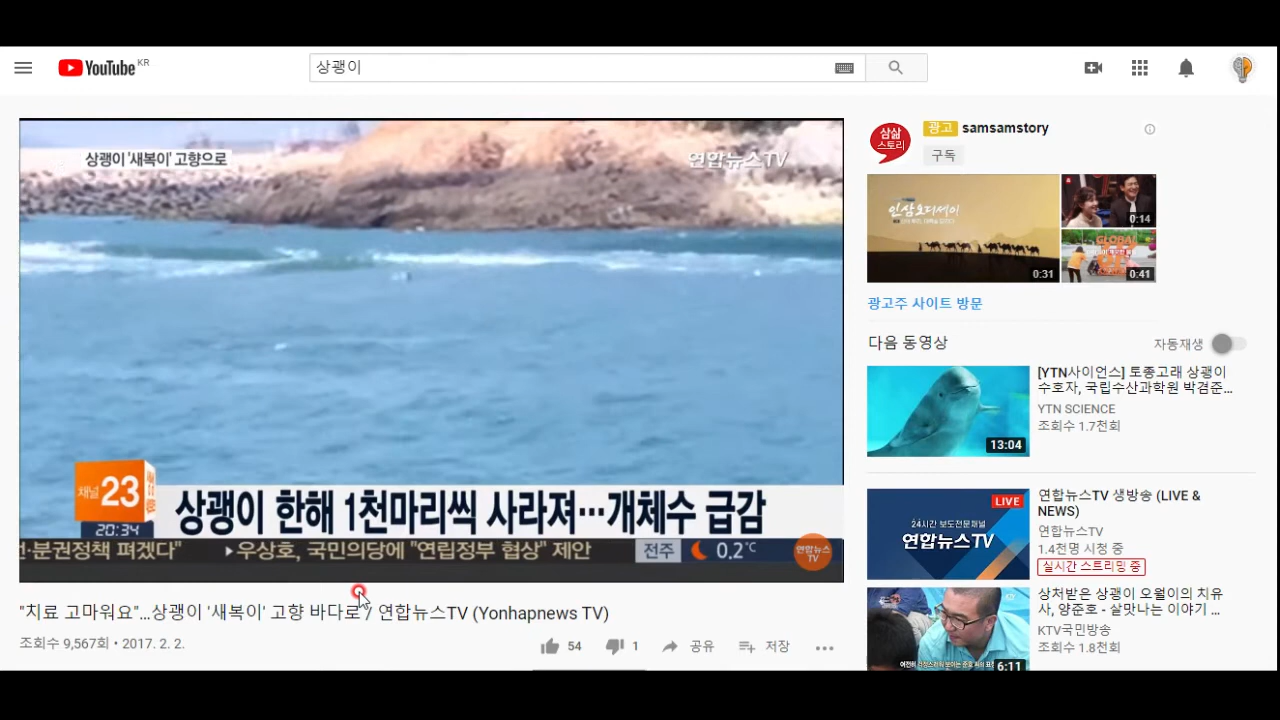 YouTube KR
상괭이
상괭이 '새복이' 고향으로
연합뉴스TV
채널 23
20:34
상괭이 한해 1천마리씩 사라져…개체수 급감
·분권정책 펴겠다" ▸우상호, 국민의당에 "연립정부 협상" 제안
전주 0.2℃
연합뉴스 TV
"치료 고마워요"…상괭이 '새복이' 고향 바다로 / 연합뉴스TV (Yonhapnews TV)
조회수 9,567회 • 2017. 2. 2.
54 1 공유 저장
삼삶 스토리
광고 samsamstory
구독
인삼오디세이
0:31
0:14
GLOBAL
0:41
광고주 사이트 방문
다음 동영상
자동재생
[YTN사이언스] 토종고래 상괭이
수호자, 국립수산과학원 박겸준...
YTN SCIENCE
조회수 1.7천회
13:04
LIVE
24시간 보도전문채널
연합뉴스TV
연합뉴스TV 생방송 (LIVE &
NEWS)
연합뉴스TV
1.4천명 시청 중
실시간 스트리밍 중
상처받은 상괭이 오월이의 치유
사, 양준호 - 살맛나는 이야기 ...
KTV국민방송
조회수 1.8천회
6:11